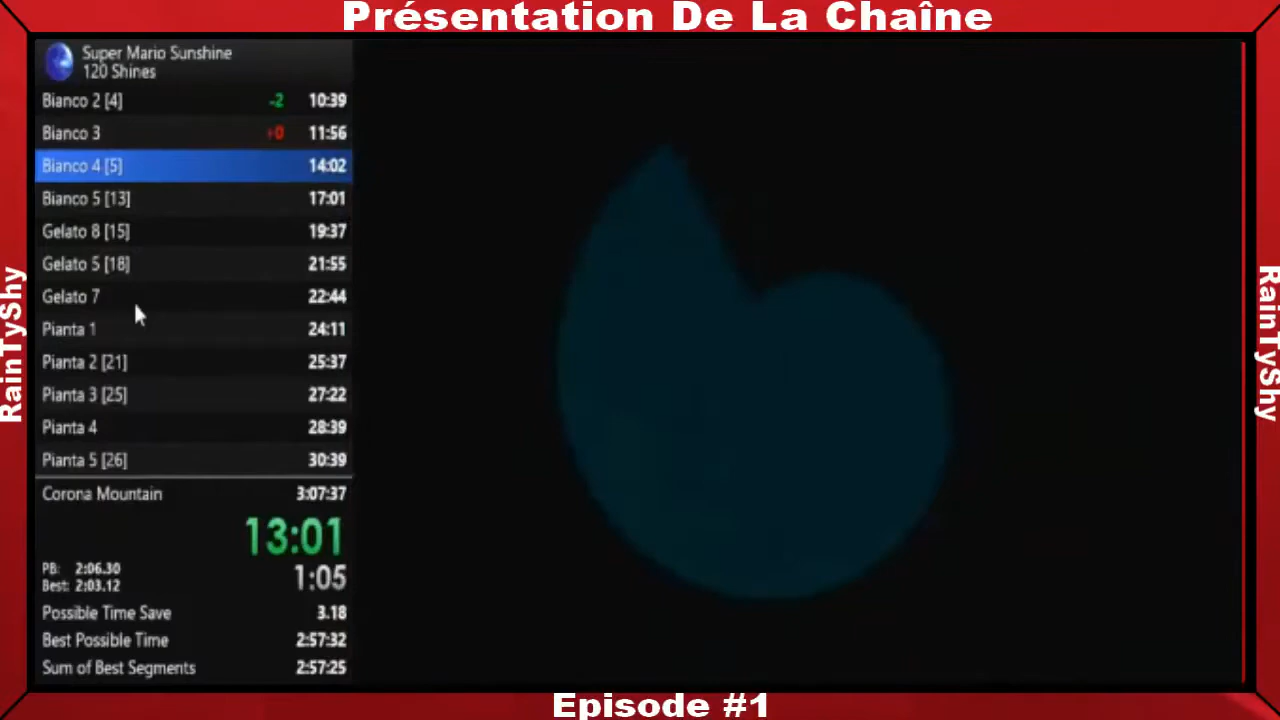 Présentation De La Chaîne
Super Mario Sunshine
120 Shines
Bianco 2 [4] -2 10:39
Bianco 3 +0 11:56
Bianco 4 [5] 14:02
Bianco 5 [13] 17:01
Gelato 8 [15] 19:37
Gelato 5 [18] 21:55
Gelato 7 22:44
Pianta 1 24:11
Pianta 2 [21] 25:37
Pianta 3 [25] 27:22
Pianta 4 28:39
Pianta 5 [26] 30:39
Corona Mountain 3:07:37
13:01
PB: 2:06.30
Best: 2:03.12
1:05
Possible Time Save 3.18
Best Possible Time 2:57:32
Sum of Best Segments 2:57:25
RainTyShy
RainTyShy
Episode #1